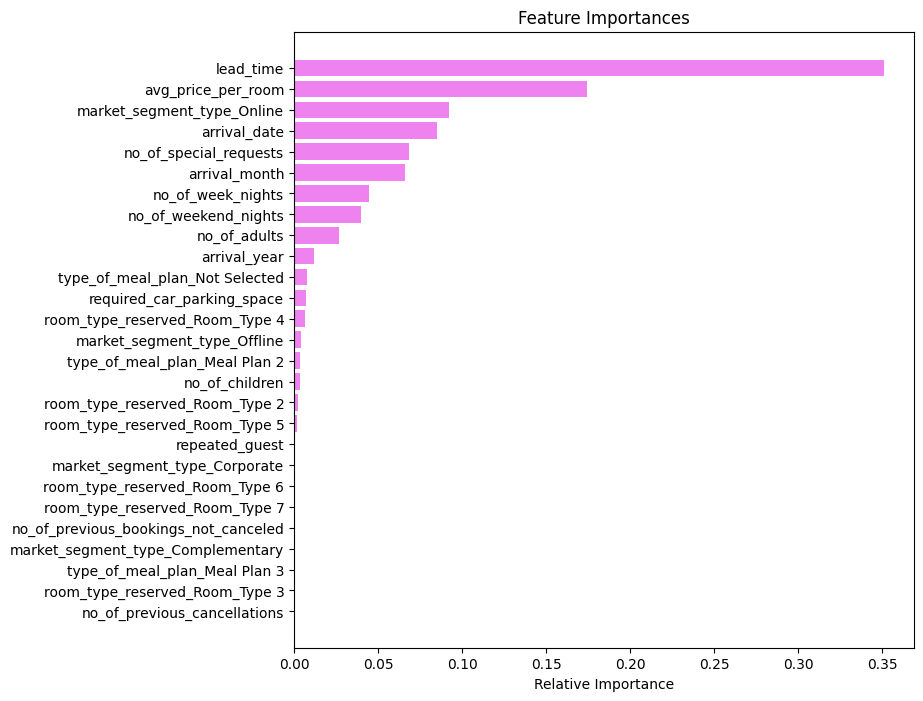 Feature Importances
lead_time
avg_price_per_room
market_segment_type_Online
arrival_date
no_of_special_requests
arrival_month
no_of_week_nights
no_of_weekend_nights
no_of_adults
arrival_year
type_of_meal_plan_Not Selected
required_car_parking_space
room_type_reserved_Room_Type 4
market_segment_type_Offline
type_of_meal_plan_Meal Plan 2
no_of_children
room_type_reserved_Room_Type 2
room_type_reserved_Room_Type 5
repeated_guest
market_segment_type_Corporate
room_type_reserved_Room_Type 6
room_type_reserved_Room_Type 7
no_of_previous_bookings_not_canceled
market_segment_type_Complementary
type_of_meal_plan_Meal Plan 3
room_type_reserved_Room_Type 3
no_of_previous_cancellations
0.00 0.05 0.10 0.15 0.20 0.25 0.30 0.35
Relative Importance